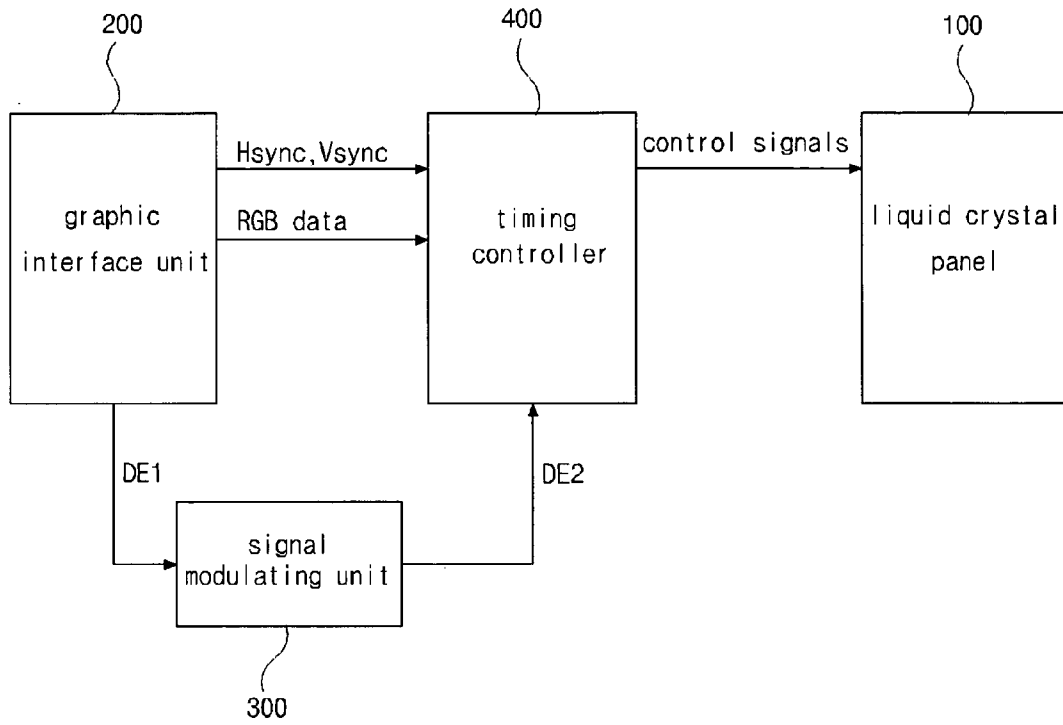 200
400
100
Hsync,Vsync
control signals
RGB data
graphic
interface unit
timing
controller
liquid crystal
panel
DE1
DE2
signal
modulating unit
300